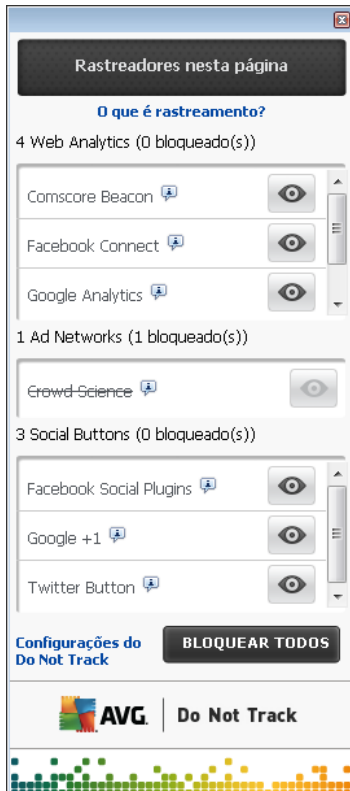 Rastreadores nesta página
O que é rastreamento?
4 Web Analytics (0 bloqueado(s))
Comscore Beacon
Facebook Connect
Google Analytics
1 Ad Networks (1 bloqueado(s))
Crowd Science
3 Social Buttons (0 bloqueado(s))
Facebook Social Plugins
Google +1
Twitter Button
Configurações do
Do Not Track
BLOQUEAR TODOS
AVG. Do Not Track